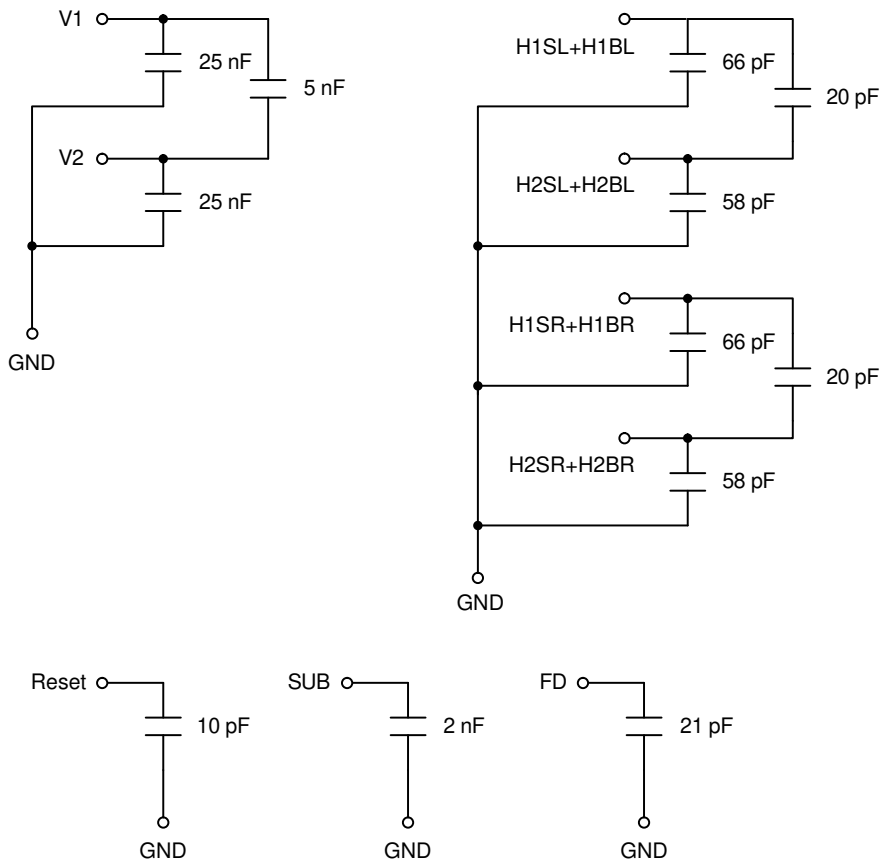 V1
25 nF
5 nF
V2
25 nF
GND
H1SL+H1BL
66 pF
20 pF
H2SL+H2BL
58 pF
H1SR+H1BR
66 pF
20 pF
H2SR+H2BR
58 pF
GND
Reset
10 pF
GND
SUB
2 nF
GND
FD
21 pF
GND